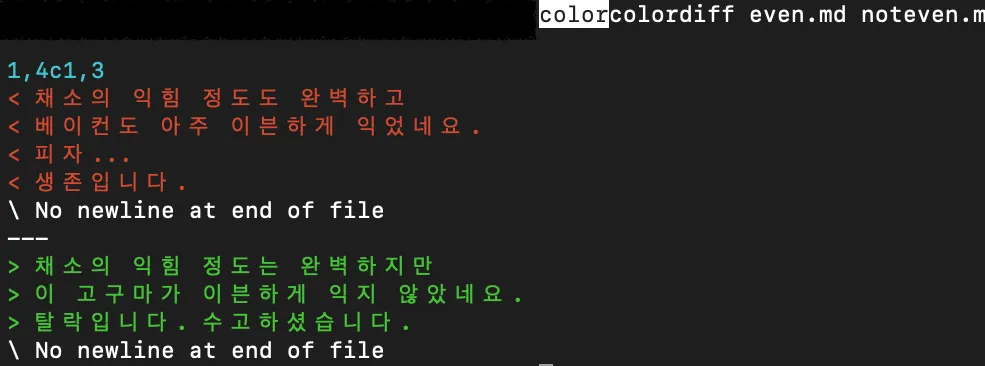 colorcolordiff even.md noteven.m
1,4c1,3
< 채소의 익힘 정도도 완벽하고
< 베이컨도 아주 이븐하게 익었네요.
< 피자...
< 생존입니다.
\ No newline at end of file
---
> 채소의 익힘 정도는 완벽하지만
> 이 고구마가 이븐하게 익지 않았네요.
> 탈락입니다. 수고하셨습니다.
\ No newline at end of file